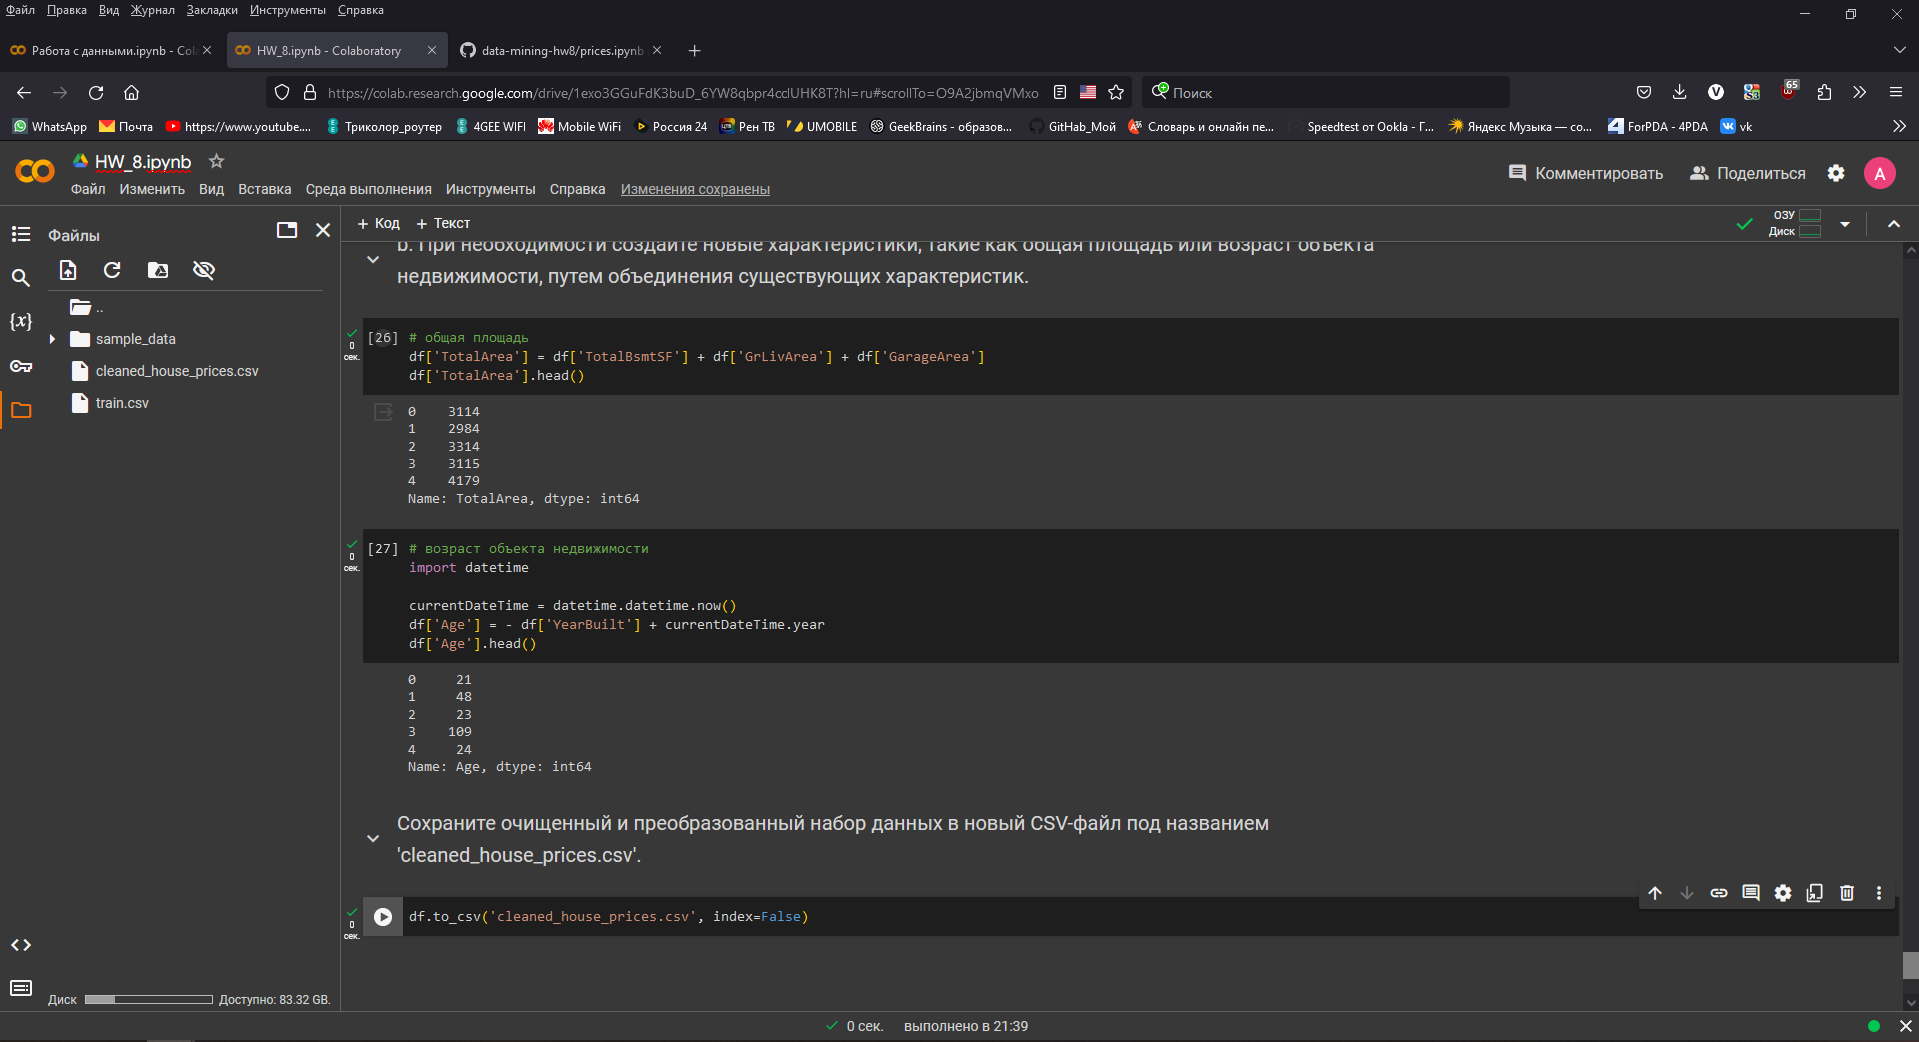 Файл Правка Вид Журнал Закладки Инструменты Справка
Работа с данными.ipynb - Col
HW_8.ipynb - Colaboratory
data-mining-hw8/prices.ipynb
https://colab.research.google.com/drive/1exo3GGuFdK3buD_6YW8qbpr4cclUHK8T?hl=ru#scrollTo=O9A2jbmqVMxo
Поиск
65
WhatsApp Почта https://www.youtube.... Триколор_роутер 4GEE WIFI Mobile WiFi Россия 24 Рен ТВ UMOBILE GeekBrains - образов... GitHab_Мой Словарь и онлайн пе... Speedtest от Ookla - Г... Яндекс Музыка — со... ForPDA - 4PDA vk
HW_8.ipynb
Файл Изменить Вид Вставка Среда выполнения Инструменты Справка Изменения сохранены
Комментировать Поделиться A
Файлы
..
sample_data
cleaned_house_prices.csv
train.csv
Диск Доступно: 83.32 GB.
+ Код + Текст
ОЗУ
Диск
b. При необходимости создайте новые характеристики, такие как общая площадь или возраст объекта
недвижимости, путем объединения существующих характеристик.
0
сек.
[26] # общая площадь
df['TotalArea'] = df['TotalBsmtSF'] + df['GrLivArea'] + df['GarageArea']
df['TotalArea'].head()
0 3114
1 2984
2 3314
3 3115
4 4179
Name: TotalArea, dtype: int64
0
сек.
[27] # возраст объекта недвижимости
import datetime
currentDateTime = datetime.datetime.now()
df['Age'] = - df['YearBuilt'] + currentDateTime.year
df['Age'].head()
0 21
1 48
2 23
3 109
4 24
Name: Age, dtype: int64
Сохраните очищенный и преобразованный набор данных в новый CSV-файл под названием
'cleaned_house_prices.csv'.
0
сек.
df.to_csv('cleaned_house_prices.csv', index=False)
0 сек. выполнено в 21:39